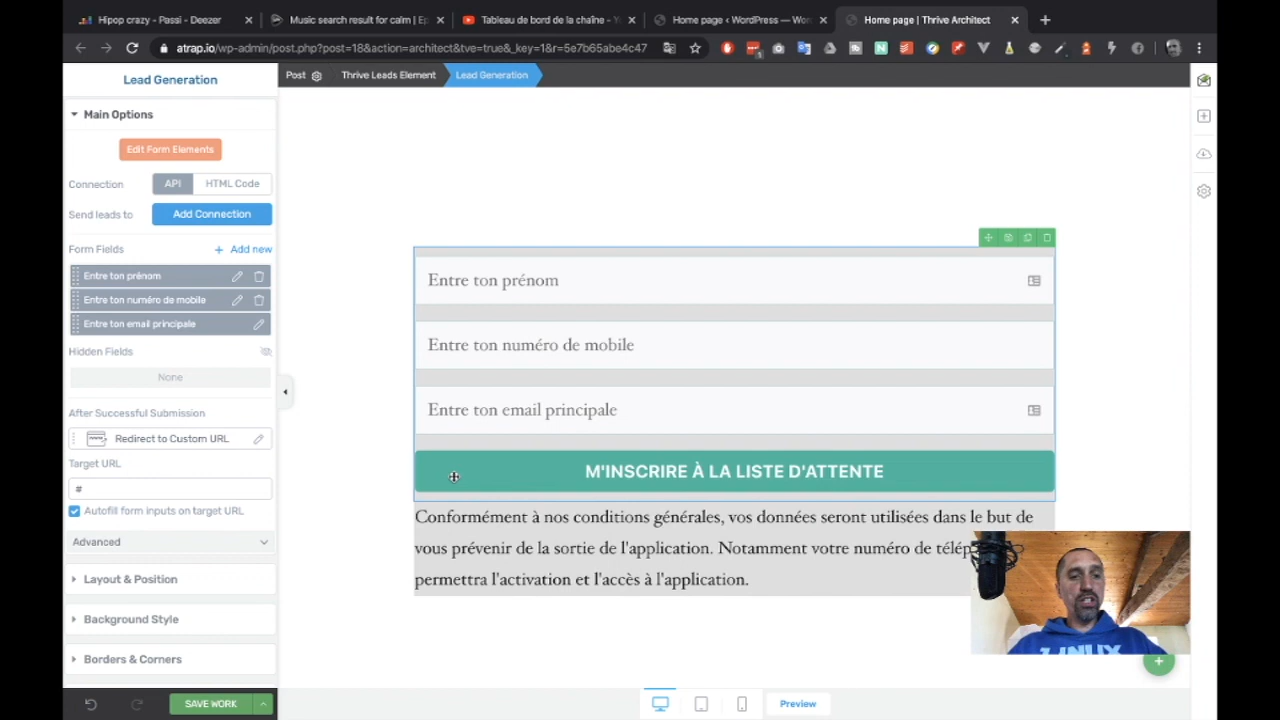 Hipop crazy - Passi - Deezer
Music search result for calm | Ep
Tableau de bord de la chaîne - Yo
Home page ‹ WordPress — Wor
Home page | Thrive Architect
atrap.io/wp-admin/post.php?post=18&action=architect&tve=true&_key=1&r=5e7b65abe4c47
Lead Generation
Post
Thrive Leads Element
Lead Generation
Main Options
Edit Form Elements
Connection
API
HTML Code
Send leads to
Add Connection
Form Fields
+ Add new
Entre ton prénom
Entre ton numéro de mobile
Entre ton email principale
Hidden Fields
None
After Successful Submission
Redirect to Custom URL
Target URL
#
Autofill form inputs on target URL
Advanced
Layout & Position
Background Style
Borders & Corners
SAVE WORK
Entre ton prénom
Entre ton numéro de mobile
Entre ton email principale
M'INSCRIRE À LA LISTE D'ATTENTE
Conformément à nos conditions générales, vos données seront utilisées dans le but de
vous prévenir de la sortie de l'application. Notamment votre numéro de télép
permettra l'activation et l'accès à l'application.
LINUX
Preview